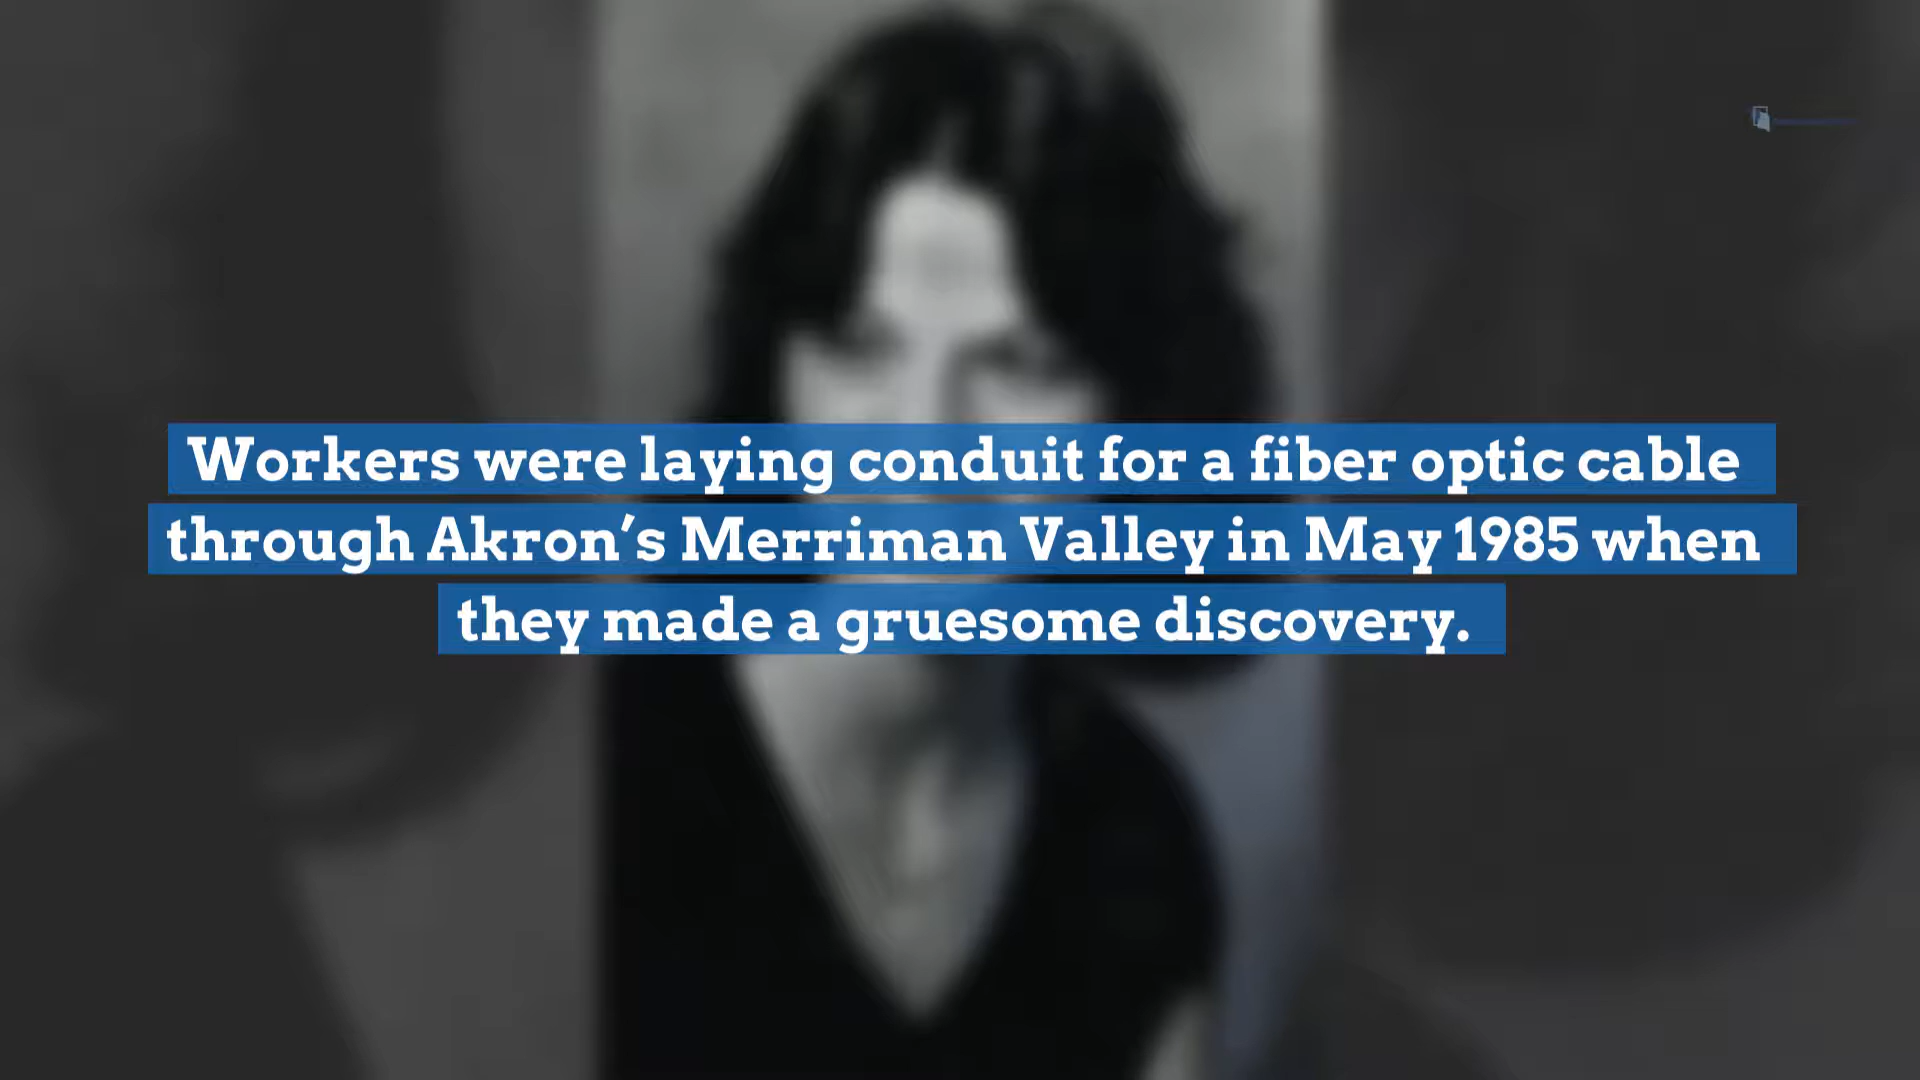 Workers were laying conduit for a fiber optic cable
through Akron’s Merriman Valley in May 1985 when
they made a gruesome discovery.